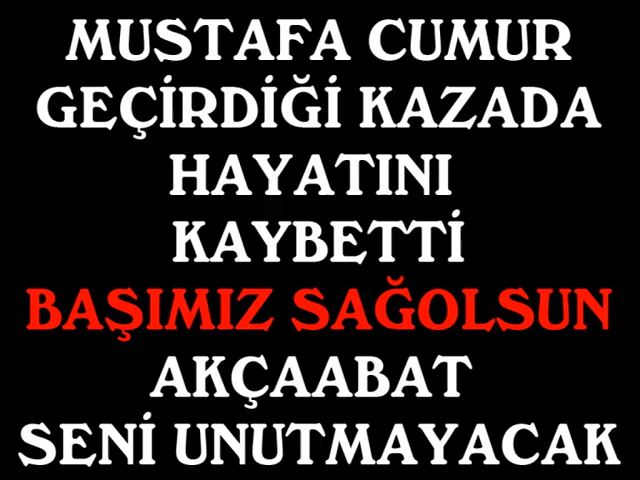 MUSTAFA CUMUR
GEÇİRDİĞİ KAZADA
HAYATINI
KAYBETTİ
BAŞIMIZ SAĞOLSUN
AKÇAABAT
SENİ UNUTMAYACAK